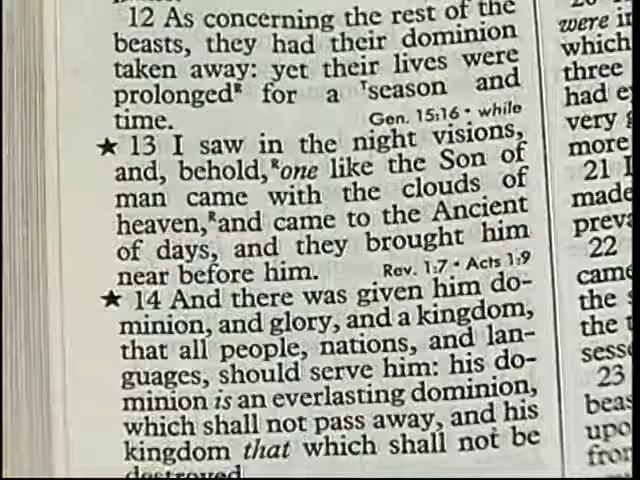 12 As concerning the rest of the
beasts, they had their dominion
taken away: yet their lives were
prolongedᴿ for a ᵀseason and
time. Gen. 15:16 • while
★ 13 I saw in the night visions,
and, behold,ᴿone like the Son of
man came with the clouds of
heaven,ᴿand came to the Ancient
of days, and they brought him
near before him. Rev. 1:7 • Acts 1:9
★ 14 And there was given him do-
minion, and glory, and a kingdom,
that all people, nations, and lan-
guages, should serve him: his do-
minion is an everlasting dominion,
which shall not pass away, and his
kingdom that which shall not be
destroyed
were
which
three
had
very
more
21
made
22
came
the
the
23
upo